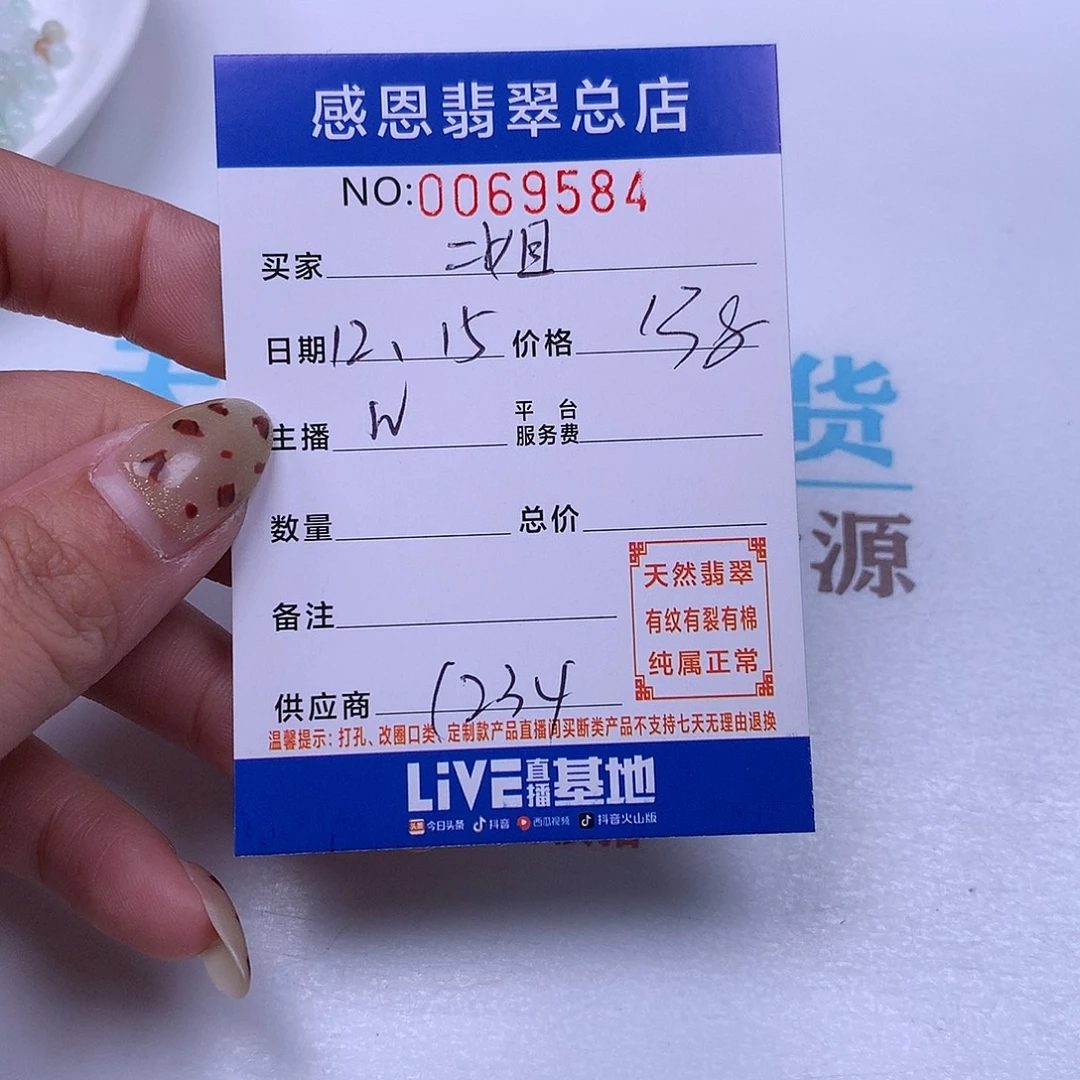 感恩翡翠总店
NO:0069584
买家
日期12、15 价格 138
主播 W 平台服务费
数量 总价
备注
天然翡翠
有纹有裂有棉
纯属正常
供应商 1234
温馨提示：打孔、改圈口类、定制款产品直播间买断类产品不支持七天无理由退换
LiVE直播基地
头条 今日头条 抖音 西瓜视频 抖音火山版
货
源